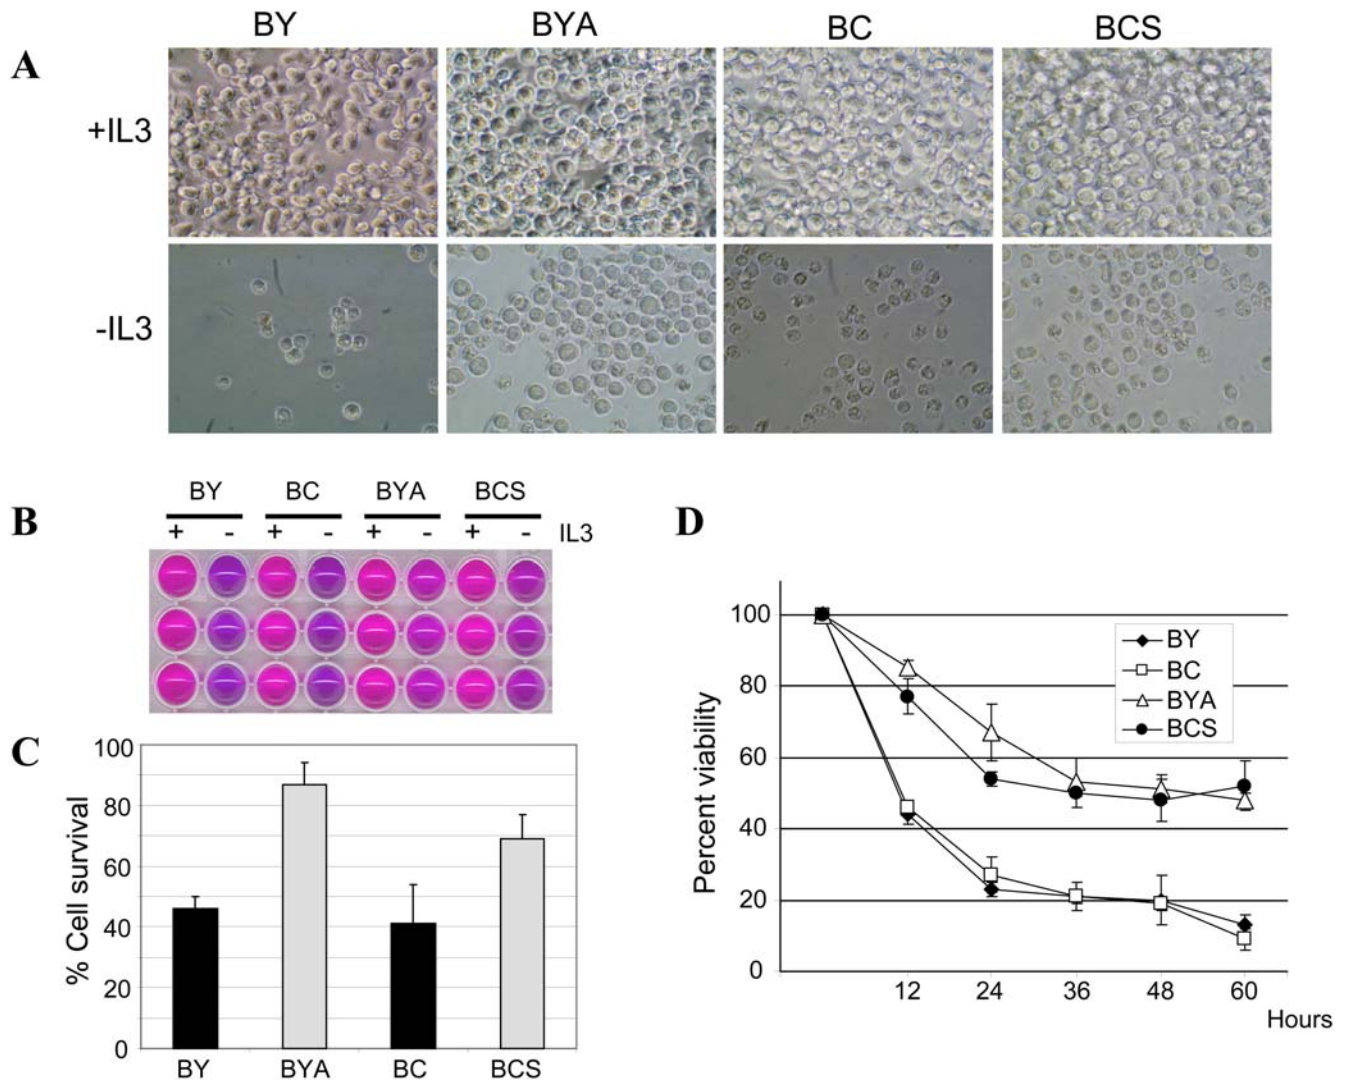 BY BYA BC BCS
A
+IL3
-IL3
B
BY BC BYA BCS
+ - + - + - + - IL3
C
% Cell survival
100
80
60
40
20
0
BY BYA BC BCS
D
Percent viability
100
80
60
40
20
0
BY
BC
BYA
BCS
12 24 36 48 60
Hours